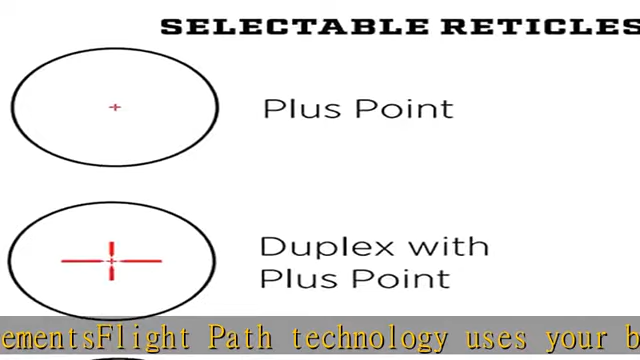 SELECTABLE RETICLES
Plus Point
Duplex with
Plus Point
ementsFlight Path technology uses your b